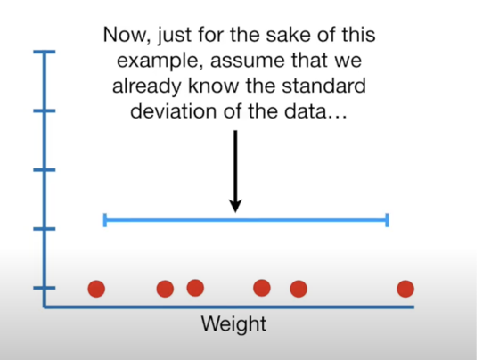 Now, just for the sake of this
example, assume that we
already know the standard
deviation of the data…
Weight